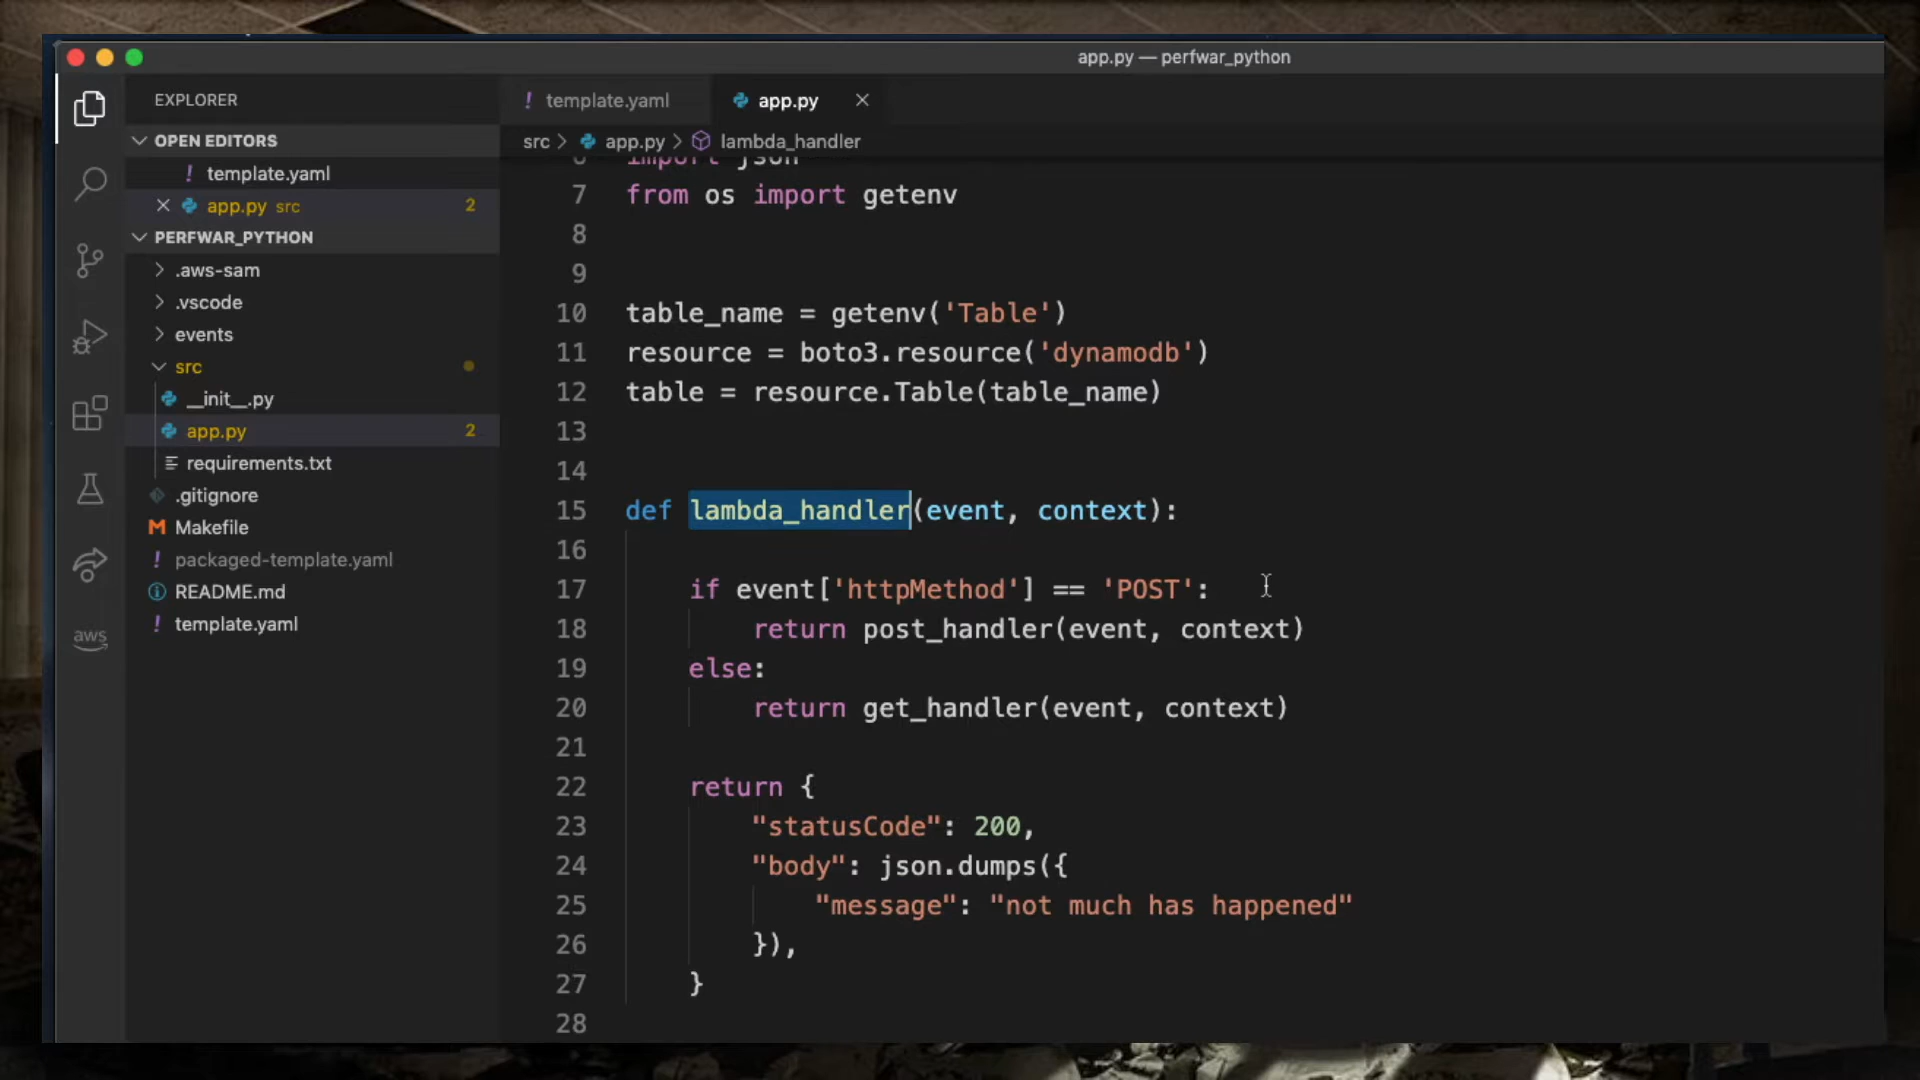 app.py — perfwar_python
EXPLORER
OPEN EDITORS
! template.yaml
app.py src 2
PERFWAR_PYTHON
.aws-sam
.vscode
events
src
__init__.py
app.py 2
requirements.txt
.gitignore
Makefile
! packaged-template.yaml
README.md
! template.yaml
aws
! template.yaml
app.py
src > app.py > lambda_handler
6 import json
7 from os import getenv
8
9
10 table_name = getenv('Table')
11 resource = boto3.resource('dynamodb')
12 table = resource.Table(table_name)
13
14
15 def lambda_handler(event, context):
16
17 if event['httpMethod'] == 'POST':
18 return post_handler(event, context)
19 else:
20 return get_handler(event, context)
21
22 return {
23 "statusCode": 200,
24 "body": json.dumps({
25 "message": "not much has happened"
26 }),
27 }
28